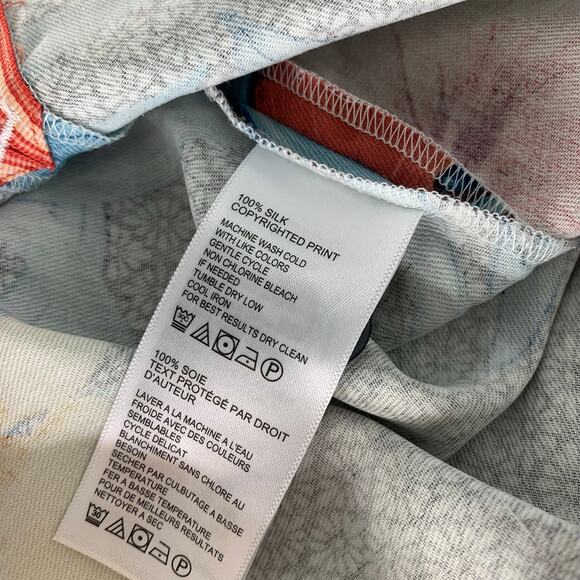 100% SILK
COPYRIGHTED PRINT
MACHINE WASH COLD
WITH LIKE COLORS
GENTLE CYCLE
NON CHLORINE BLEACH
IF NEEDED
TUMBLE DRY LOW
COOL IRON
FOR BEST RESULTS DRY CLEAN
P
100% SOIE
TEXT PROTÉGÉ PAR DROIT
D'AUTEUR
LAVER A LA MACHINE A L'EAU
FROIDE AVEC DES COULEURS
SEMBLABLES
CYCLE DELICAT
BLANCHIMENT SANS CHLORE AU
BESOIN
SECHER PAR CULBUTAGE A BASSE
TEMPERATURE
FER A BASSE TEMPERATURE
POUR DE MEILLEURS RESULTATS
NETTOYER A SEC
P